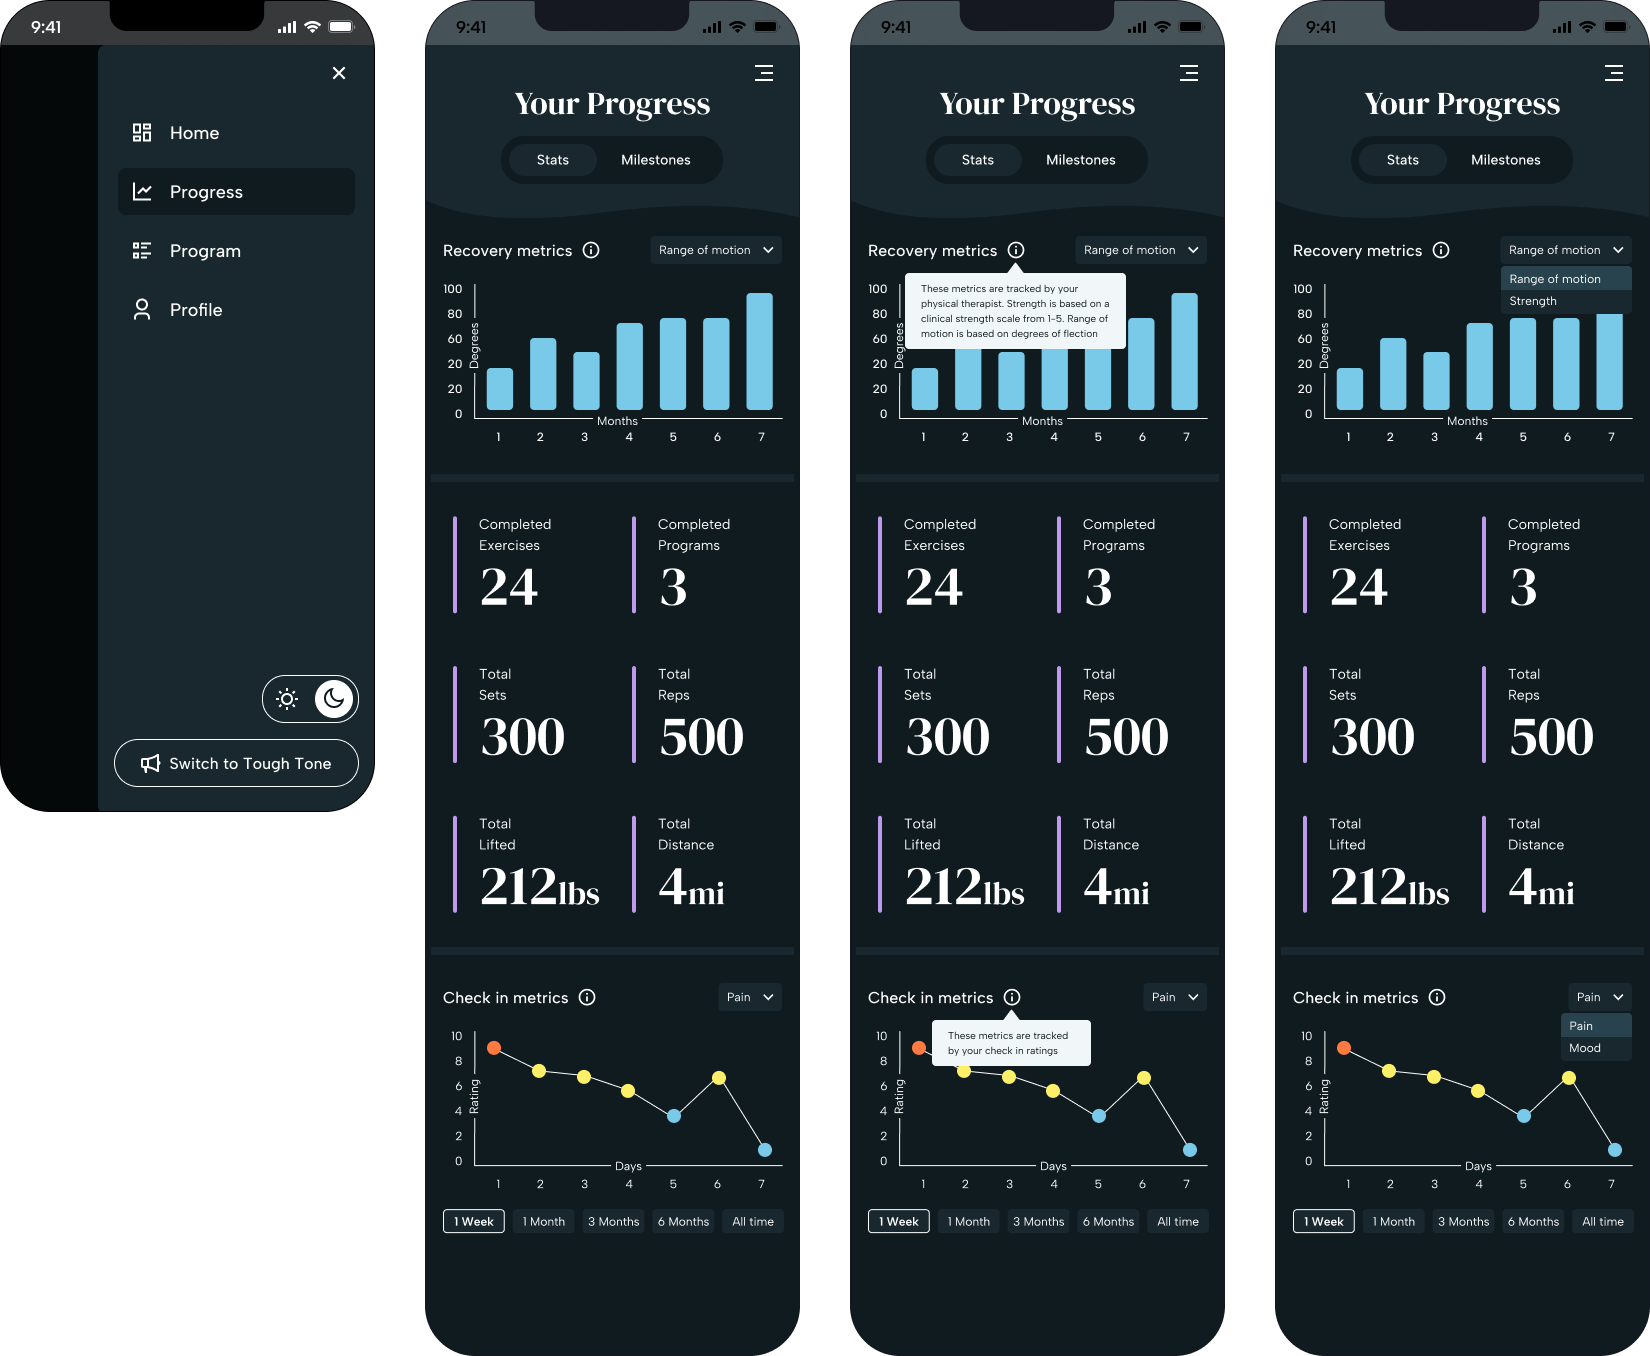 9:41
Home
Progress
Program
Profile
Switch to Tough Tone
9:41
Your Progress
Stats Milestones
Recovery metrics Range of motion
100
80
60
20
20
0
Degrees
Months
1 2 3 4 5 6 7
Completed Exercises
24
Completed Programs
3
Total Sets
300
Total Reps
500
Total Lifted
212lbs
Total Distance
4mi
Check in metrics Pain
10
8
6
4
2
0
Rating
Days
1 2 3 4 5 6 7
1 Week 1 Month 3 Months 6 Months All time
9:41
Your Progress
Stats Milestones
Recovery metrics Range of motion
These metrics are tracked by your
physical therapist. Strength is based on a
clinical strength scale from 1-5. Range of
motion is based on degrees of flection
100
80
60
20
20
0
Degrees
Months
1 2 3 4 5 6 7
Completed Exercises
24
Completed Programs
3
Total Sets
300
Total Reps
500
Total Lifted
212lbs
Total Distance
4mi
Check in metrics Pain
These metrics are tracked
by your check in ratings
10
8
6
4
2
0
Rating
Days
1 2 3 4 5 6 7
1 Week 1 Month 3 Months 6 Months All time
9:41
Your Progress
Stats Milestones
Recovery metrics Range of motion
Range of motion
Strength
100
80
60
20
20
0
Degrees
Months
1 2 3 4 5 6 7
Completed Exercises
24
Completed Programs
3
Total Sets
300
Total Reps
500
Total Lifted
212lbs
Total Distance
4mi
Check in metrics Pain
Pain
Mood
10
8
6
4
2
0
Rating
Days
1 2 3 4 5 6 7
1 Week 1 Month 3 Months 6 Months All time